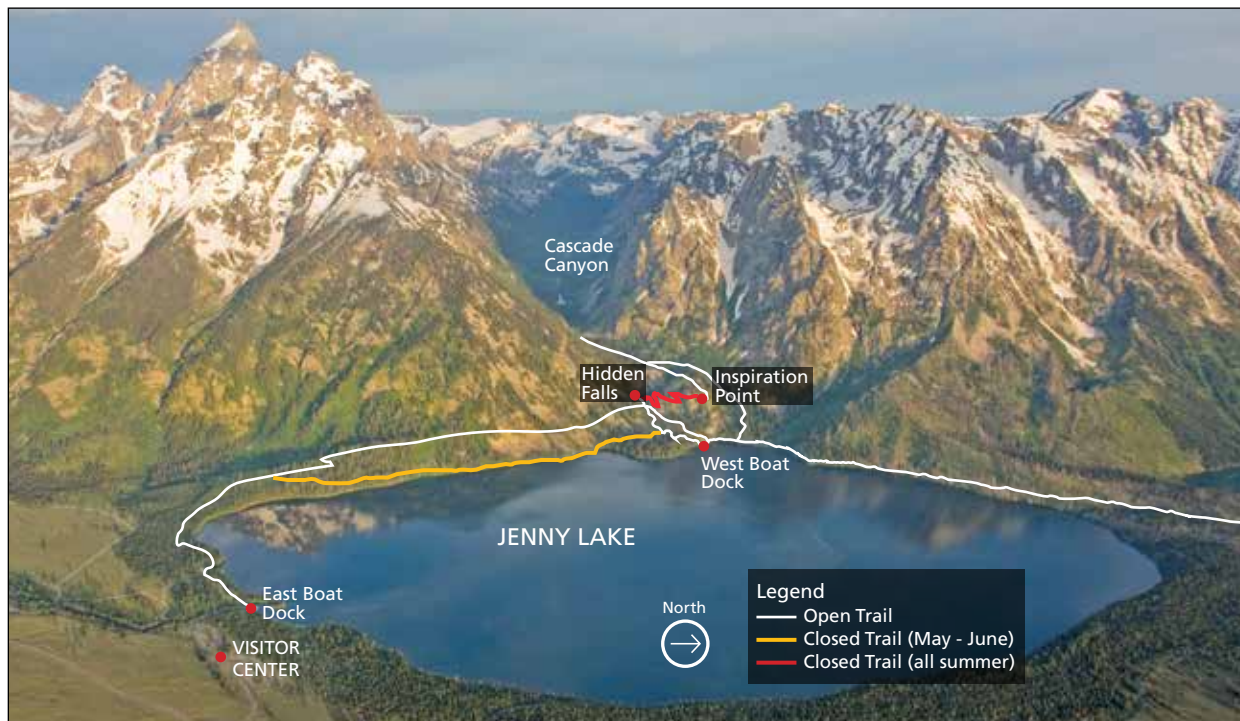 Cascade
Canyon
Hidden
Falls
Inspiration
Point
West Boat
Dock
JENNY LAKE
East Boat
Dock
VISITOR
CENTER
North
Legend
Open Trail
Closed Trail (May - June)
Closed Trail (all summer)